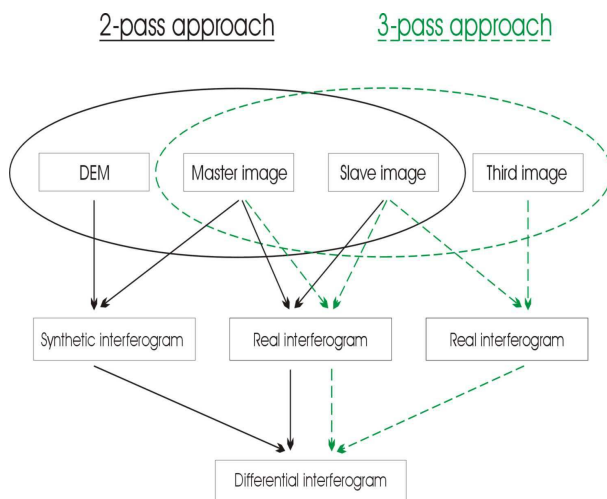 2-pass approach
3-pass approach
DEM
Master image
Slave image
Third image
Synthetic interferogram
Real interferogram
Real interferogram
Differential interferogram